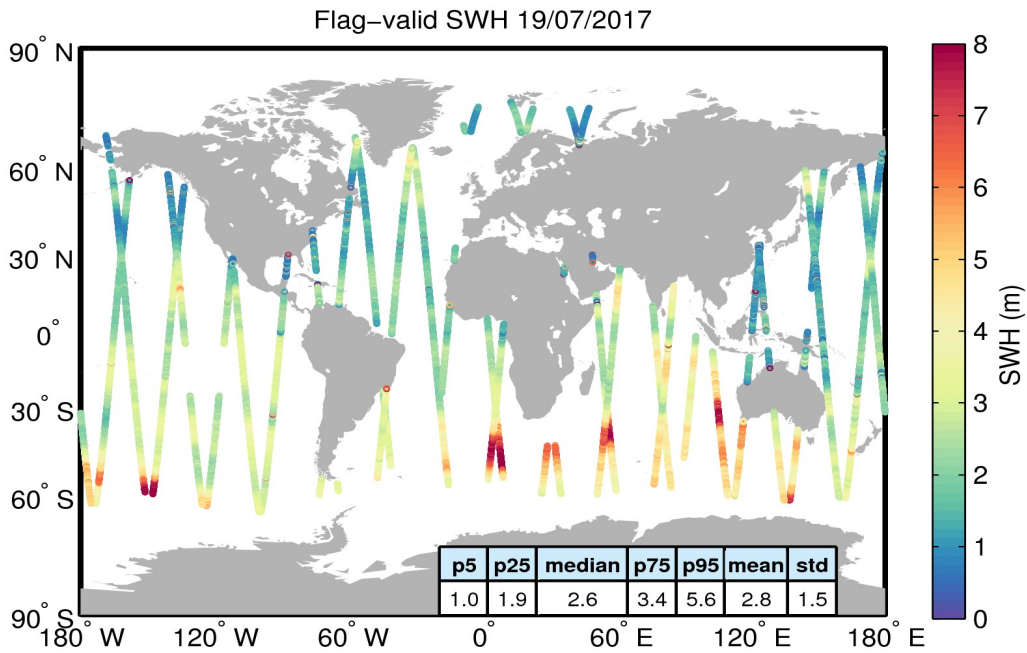 Flag−valid SWH 19/07/2017
90° N
60° N
30° N
0°
30° S
60° S
90° S
180° W
120° W
60° W
0°
60° E
120° E
180° E
p5 p25 median p75 p95 mean std
1.0 1.9 2.6 3.4 5.6 2.8 1.5
8
7
6
5
4
3
2
1
0
SWH (m)